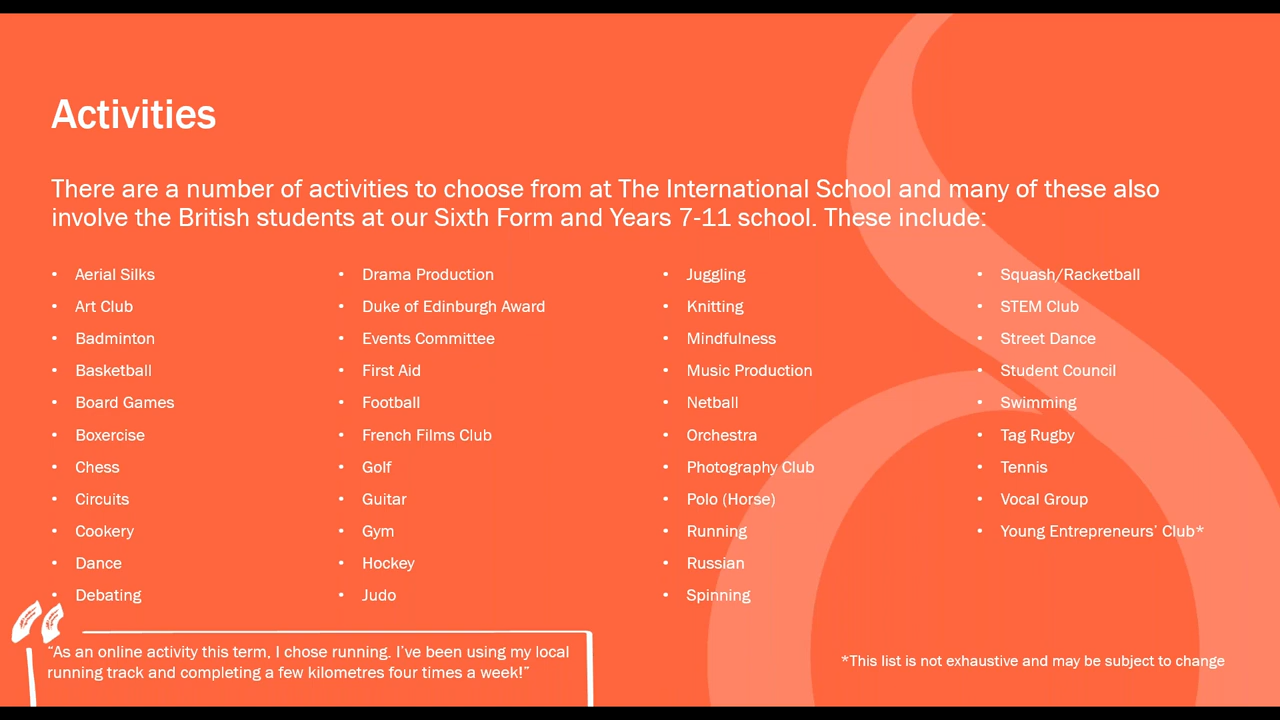 Activities
There are a number of activities to choose from at The International School and many of these also
involve the British students at our Sixth Form and Years 7-11 school. These include:
• Aerial Silks
• Art Club
• Badminton
• Basketball
• Board Games
• Boxercise
• Chess
• Circuits
• Cookery
• Dance
• Debating
• Drama Production
• Duke of Edinburgh Award
• Events Committee
• First Aid
• Football
• French Films Club
• Golf
• Guitar
• Gym
• Hockey
• Judo
• Juggling
• Knitting
• Mindfulness
• Music Production
• Netball
• Orchestra
• Photography Club
• Polo (Horse)
• Running
• Russian
• Spinning
• Squash/Racketball
• STEM Club
• Street Dance
• Student Council
• Swimming
• Tag Rugby
• Tennis
• Vocal Group
• Young Entrepreneurs’ Club*
“As an online activity this term, I chose running. I’ve been using my local
running track and completing a few kilometres four times a week!”
*This list is not exhaustive and may be subject to change